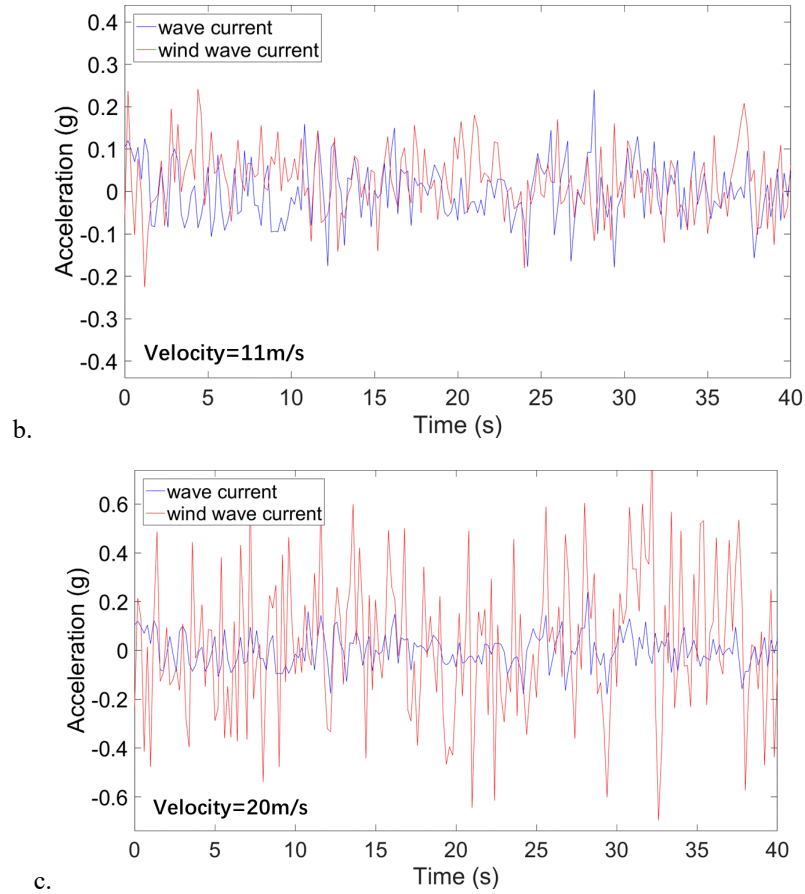 0.4
0.3
0.2
0.1
0
-0.1
-0.2
-0.3
-0.4
Acceleration (g)
wave current
wind wave current
Velocity=11m/s
0 5 10 15 20 25 30 35 40
Time (s)
b.
0.6
0.4
0.2
0
-0.2
-0.4
-0.6
Acceleration (g)
wave current
wind wave current
Velocity=20m/s
0 5 10 15 20 25 30 35 40
Time (s)
c.